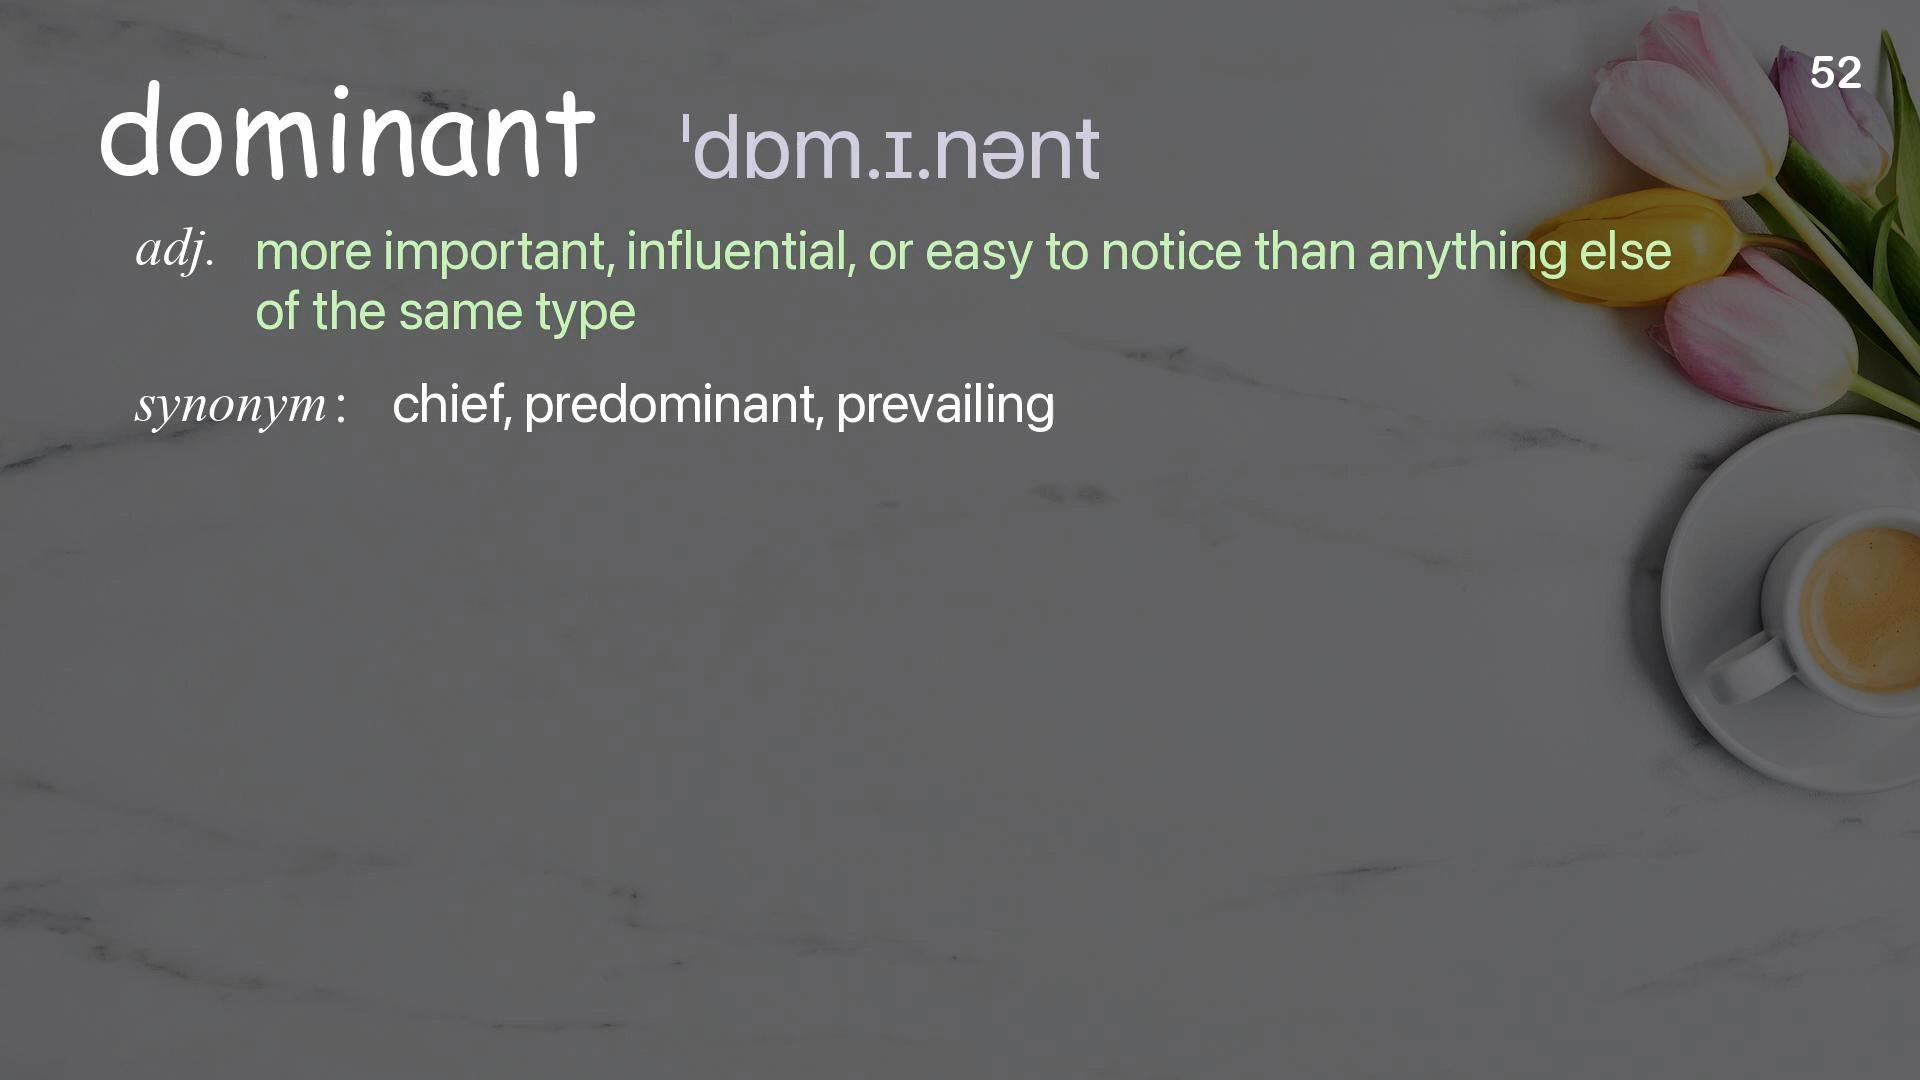 52
dominant ˈdɒm.ɪ.nənt
adj. more important, influential, or easy to notice than anything else
of the same type
synonym: chief, predominant, prevailing